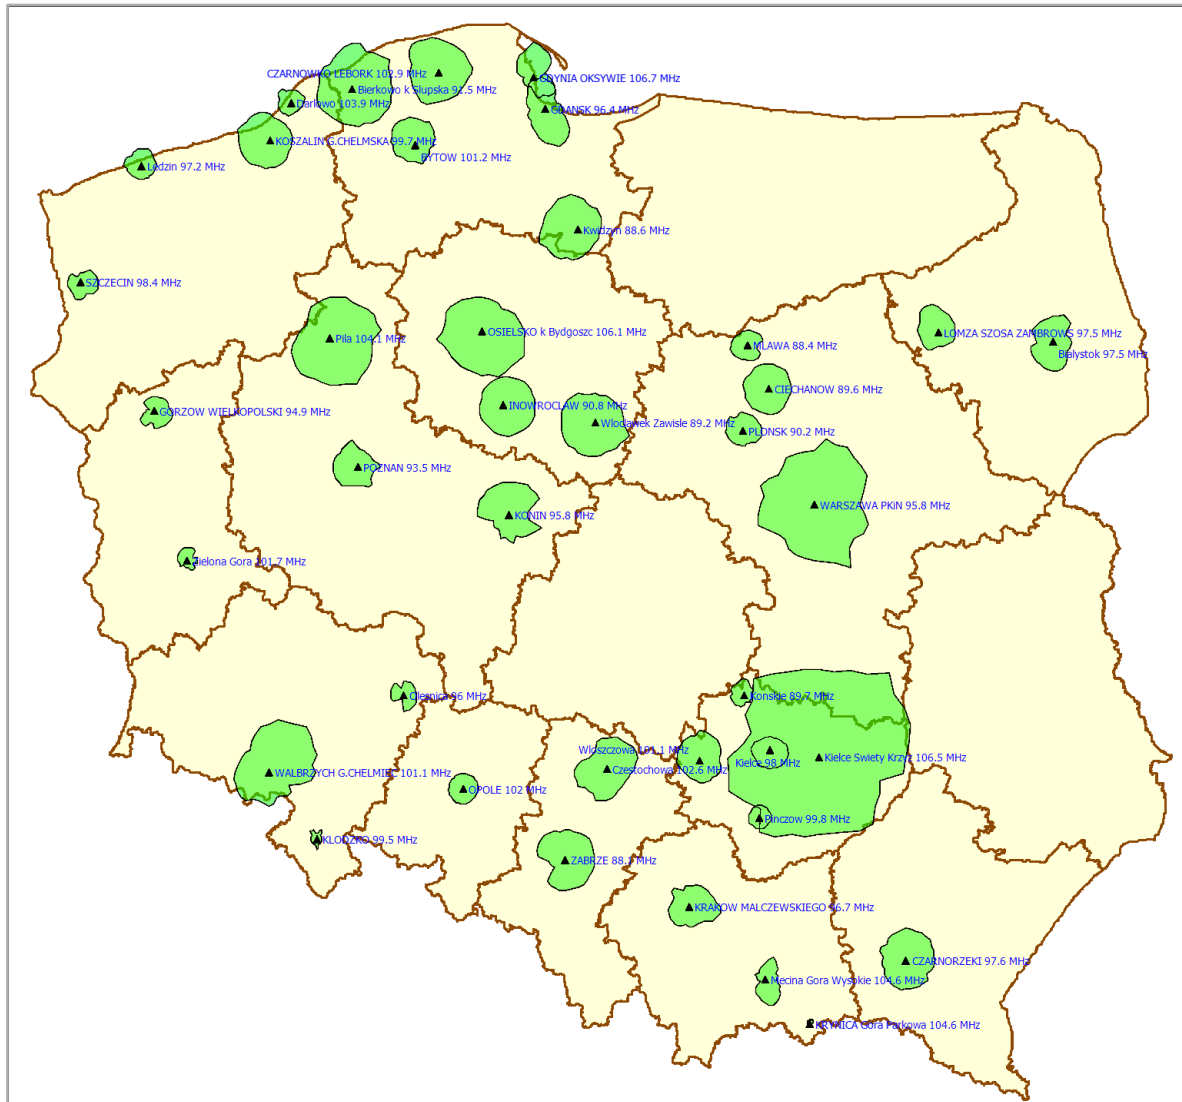 CZARNOWKO LEBORK 102.9 MHz
GDYNIA OKSYWIE 106.7 MHz
Bierkowo k Slupska 91.5 MHz
Darlowo 103.9 MHz
GDANSK 96.4 MHz
KOSZALIN G.CHELMSKA 99.7 MHz
BYTOW 101.2 MHz
Ledzin 97.2 MHz
Kwidzyn 88.6 MHz
SZCZECIN 98.4 MHz
OSIELSKO k Bydgoszc 106.1 MHz
LOMZA SZOSA ZAMBROWS 97.5 MHz
Pila 104.1 MHz
MLAWA 88.4 MHz
Bialystok 97.5 MHz
CIECHANOW 89.6 MHz
INOWROCLAW 90.8 MHz
GORZOW WIELKOPOLSKI 94.9 MHz
Wlodawek Zawisle 89.2 MHz
PLONSK 90.2 MHz
POZNAN 93.5 MHz
WARSZAWA PKiN 95.8 MHz
KONIN 95.8 MHz
Zielona Gora 101.7 MHz
Olesnica 96 MHz
Konskie 89.7 MHz
Wloszczowa 101.1 MHz
Kielce Swiety Krzyz 106.5 MHz
Kielce 98 MHz
Czestochowa 102.6 MHz
WALBRZYCH G.CHELMIEC 101.1 MHz
OPOLE 102 MHz
Pinczow 99.8 MHz
KLODZKO 99.5 MHz
ZABRZE 88.1 MHz
KRAKOW MALCZEWSKIEGO 96.7 MHz
CZARNORZEKI 97.6 MHz
Mecina Gora Wysokie 104.6 MHz
KRYNICA Gora Parkowa 104.6 MHz